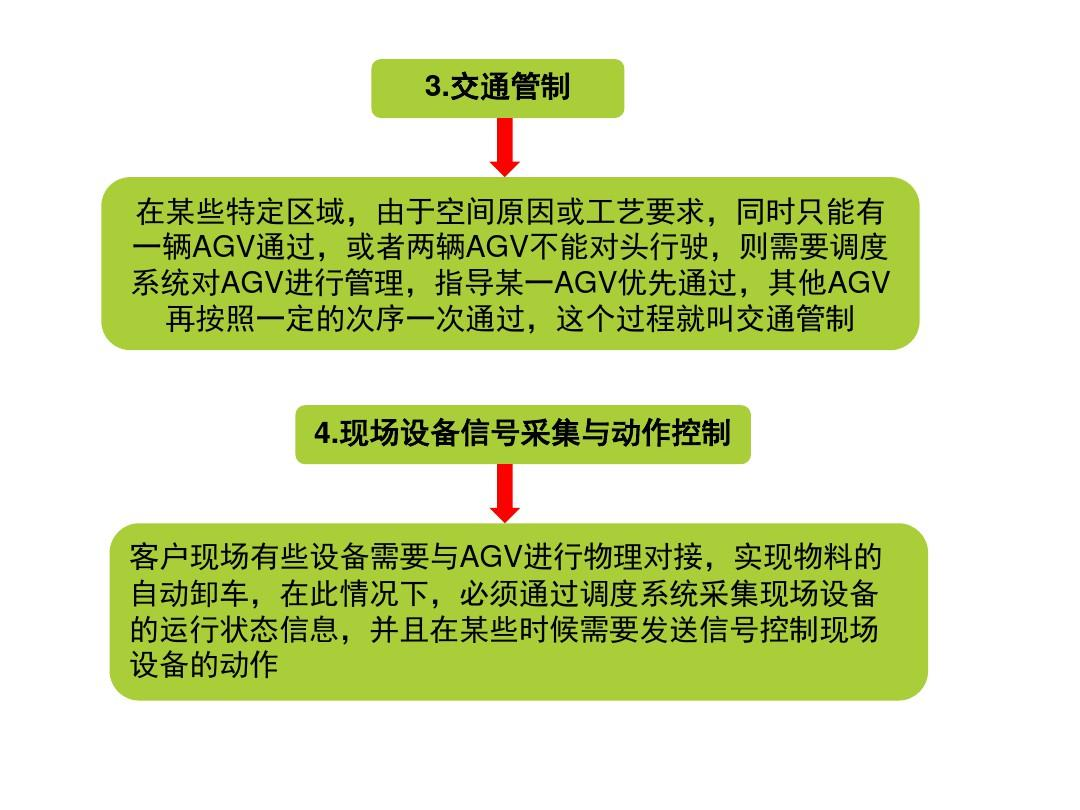 3.交通管制
在某些特定区域，由于空间原因或工艺要求，同时只能有
一辆AGV通过，或者两辆AGV不能对头行驶，则需要调度
系统对AGV进行管理，指导某一AGV优先通过，其他AGV
再按照一定的次序一次通过，这个过程就叫交通管制
4.现场设备信号采集与动作控制
客户现场有些设备需要与AGV进行物理对接，实现物料的
自动卸车，在此情况下，必须通过调度系统采集现场设备
的运行状态信息，并且在某些时候需要发送信号控制现场
设备的动作